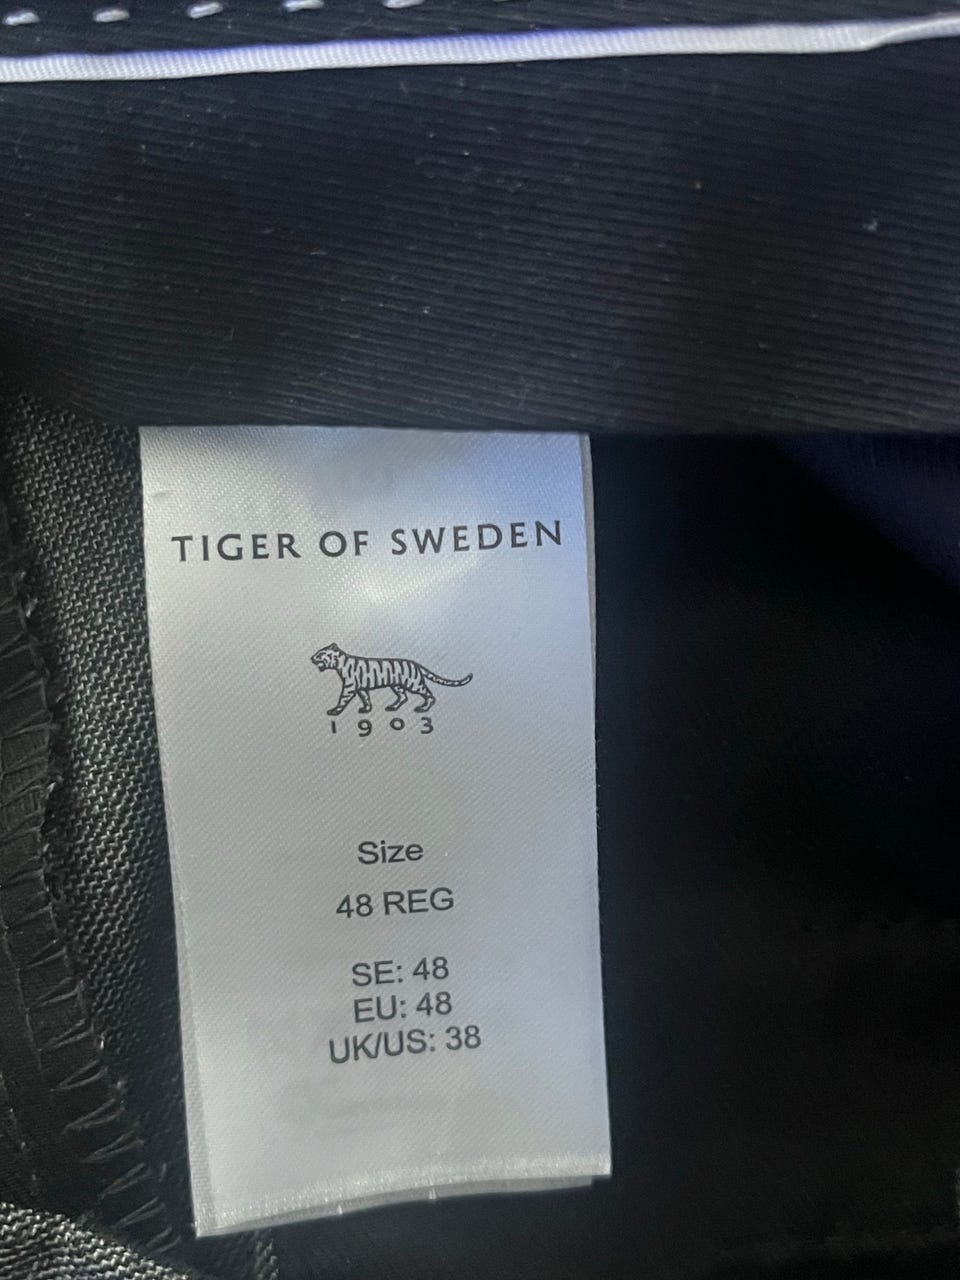 TIGER OF SWEDEN
1903
Size
48 REG
SE: 48
EU: 48
UK/US: 38